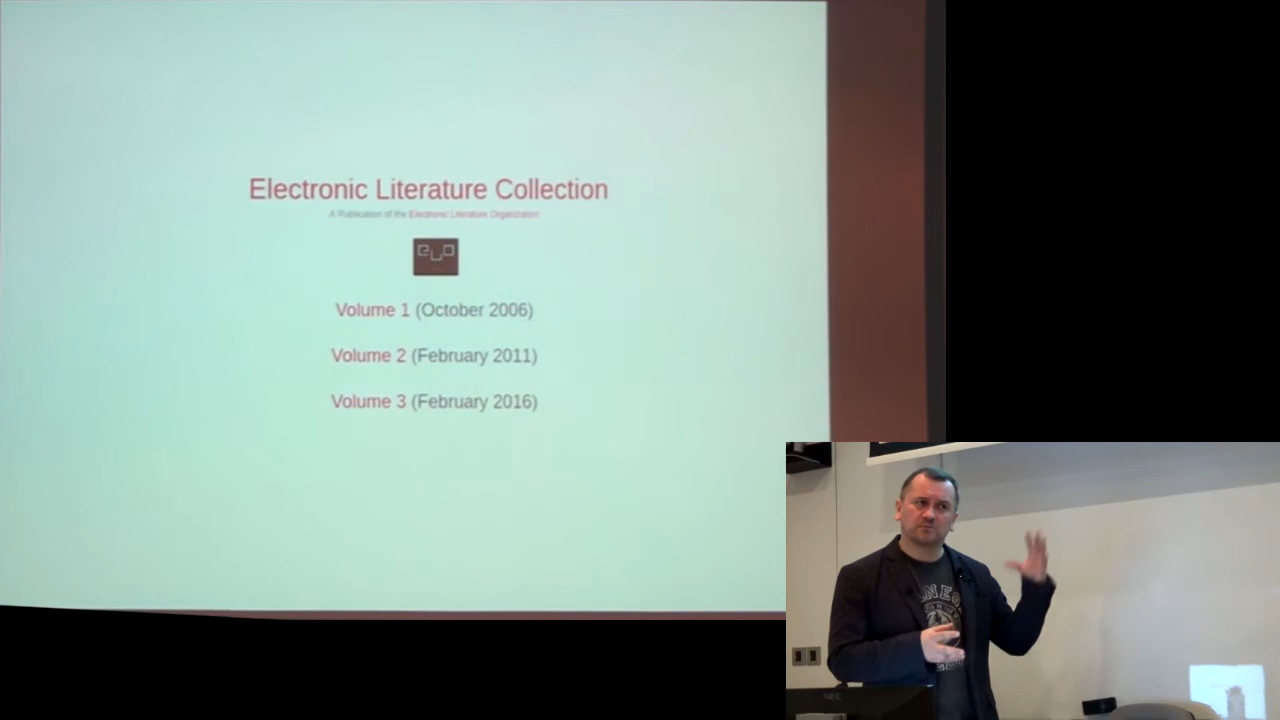 Electronic Literature Collection
A Publication of the Electronic Literature Organization
Volume 1 (October 2006)
Volume 2 (February 2011)
Volume 3 (February 2016)
NEC